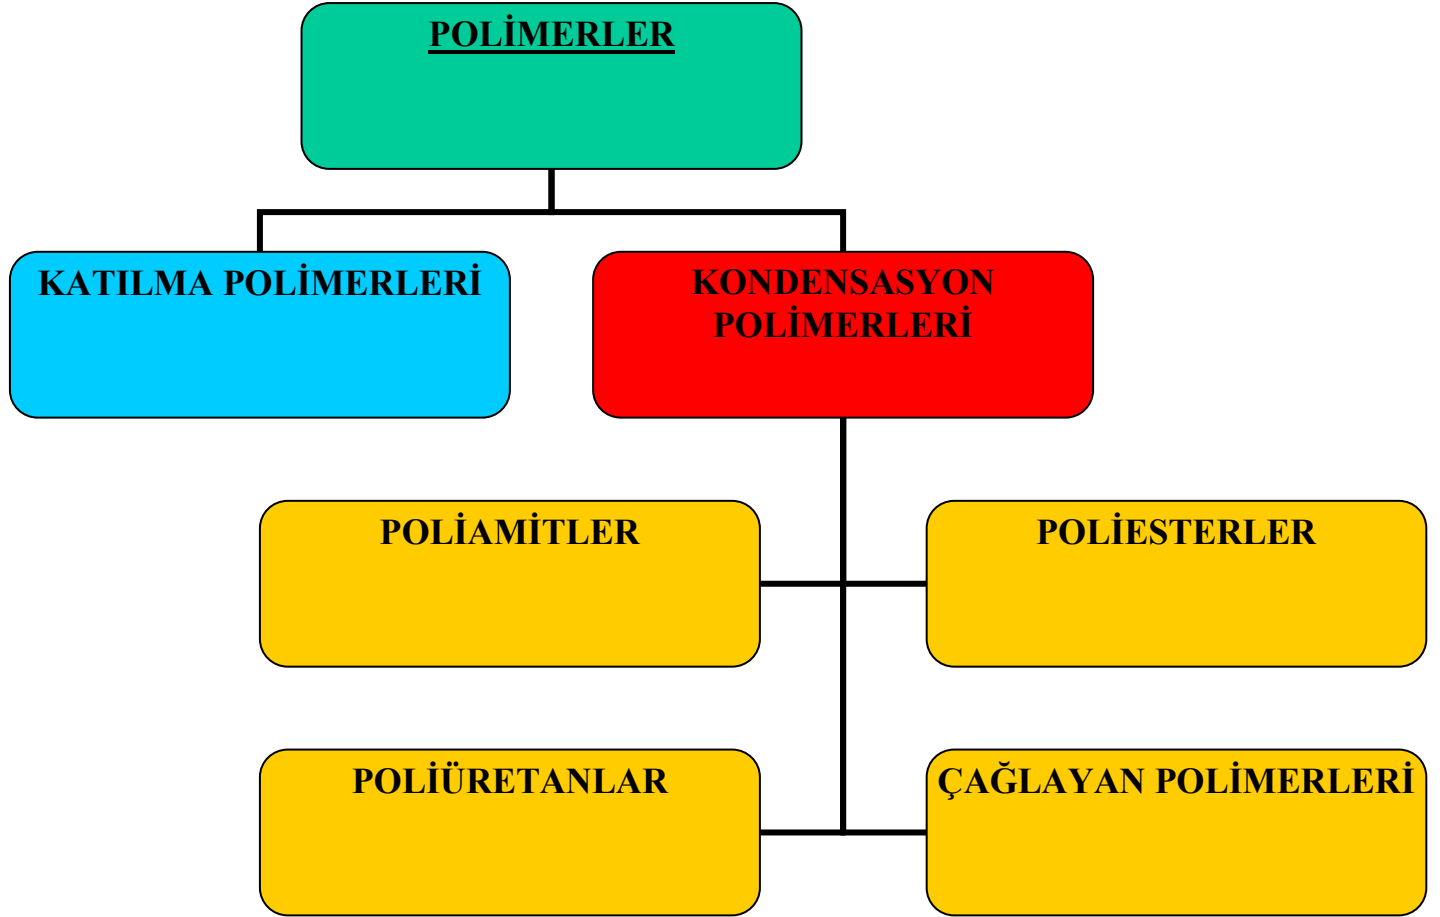 POLİMERLER
KATILMA POLİMERLERİ
KONDENSASYON
POLİMERLERİ
POLİAMİTLER
POLİESTERLER
POLİÜRETANLAR
ÇAĞLAYAN POLİMERLERİ